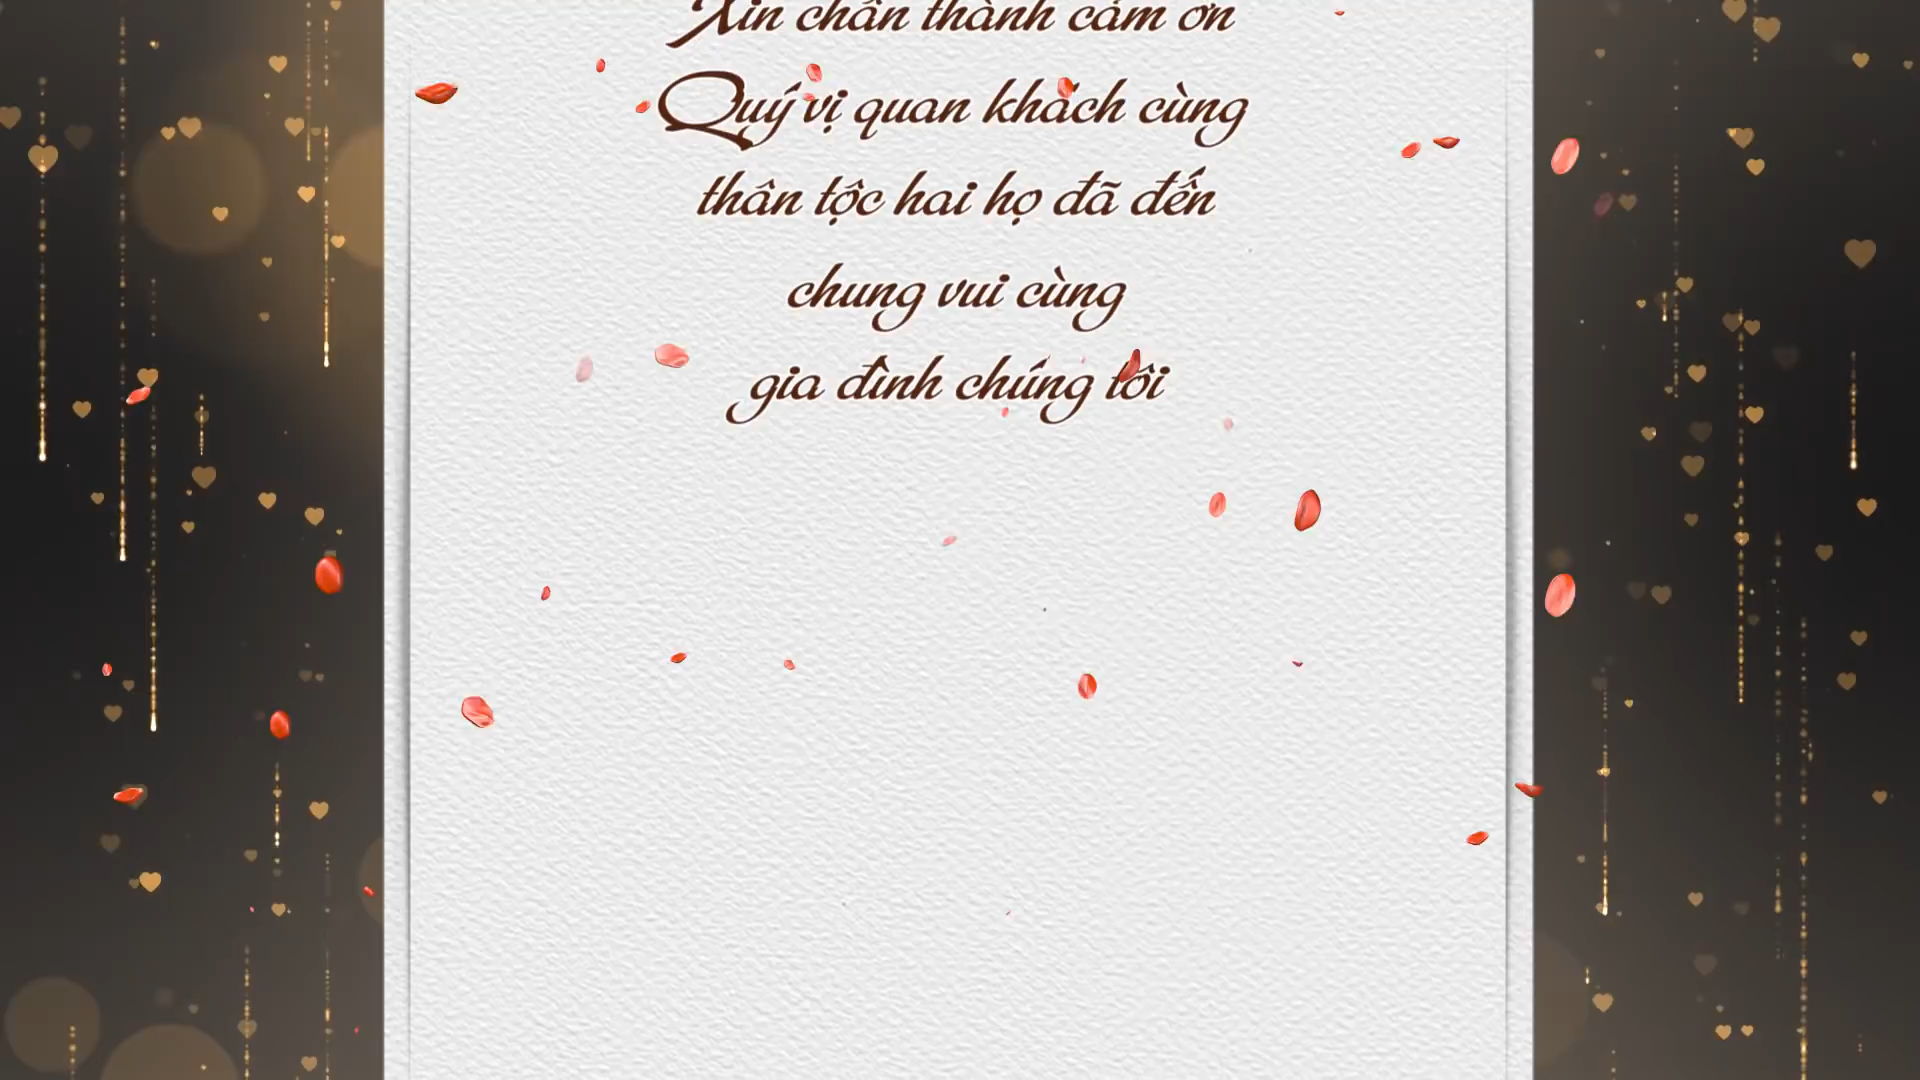 Xin chân thành cảm ơn
Quý vị quan khách cùng
thân tộc hai họ đã đến
chung vui cùng
gia đình chúng tôi